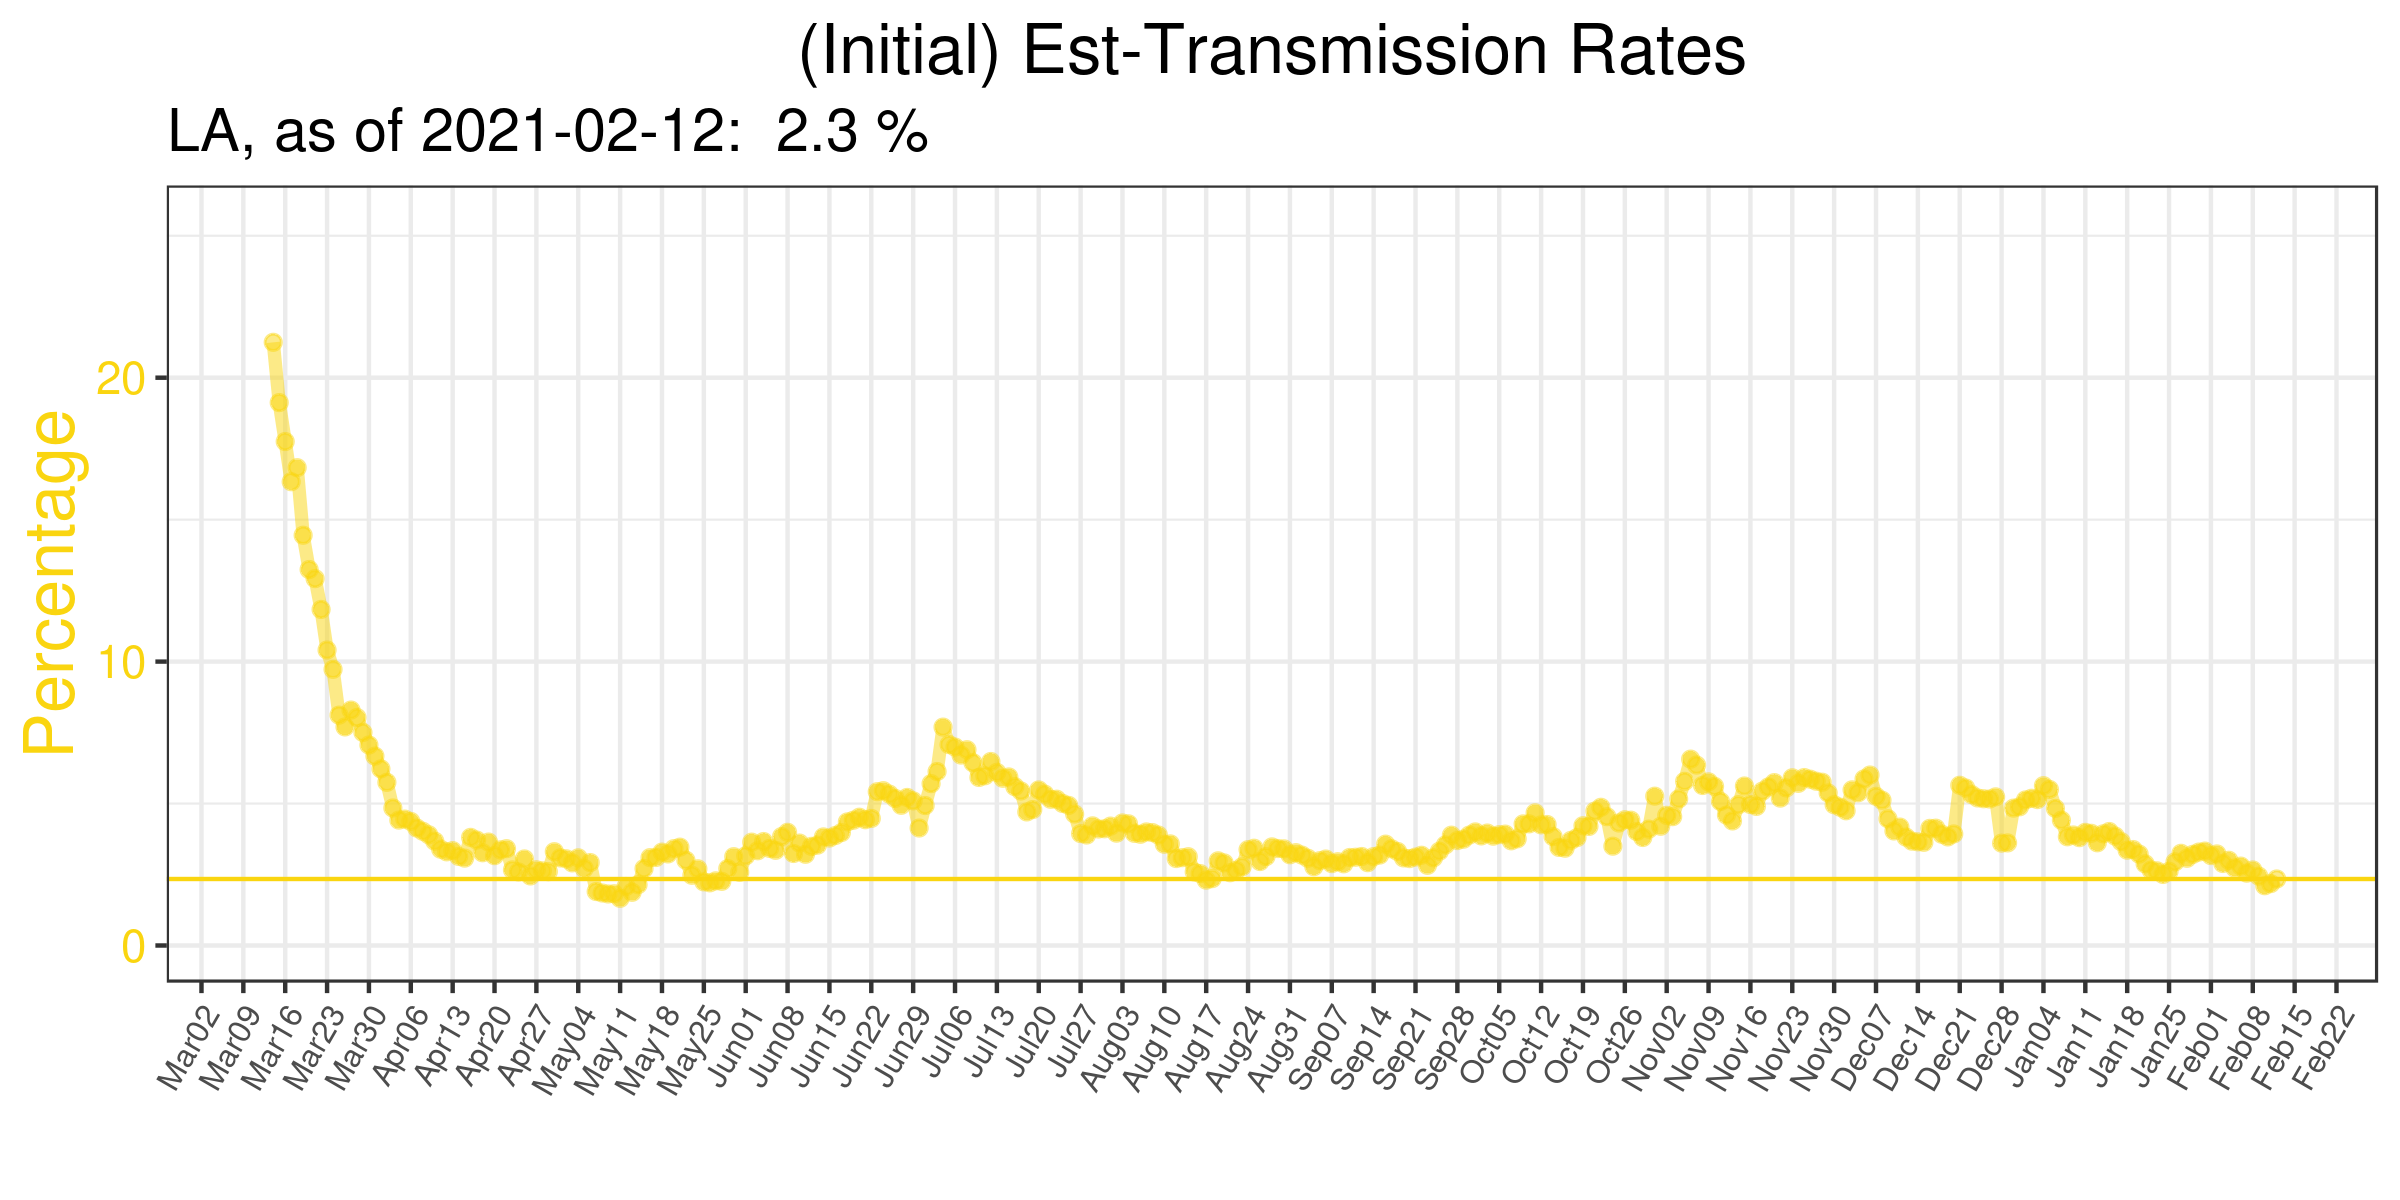 (Initial) Est-Transmission Rates
LA, as of 2021-02-12:  2.3 %
Percentage
20
10
0
Mar02 Mar09 Mar16 Mar23 Mar30 Apr06 Apr13 Apr20 Apr27 May04 May11 May18 May25 Jun01 Jun08 Jun15 Jun22 Jun29 Jul06 Jul13 Jul20 Jul27 Aug03 Aug10 Aug17 Aug24 Aug31 Sep07 Sep14 Sep21 Sep28 Oct05 Oct12 Oct19 Oct26 Nov02 Nov09 Nov16 Nov23 Nov30 Dec07 Dec14 Dec21 Dec28 Jan04 Jan11 Jan18 Jan25 Feb01 Feb08 Feb15 Feb22